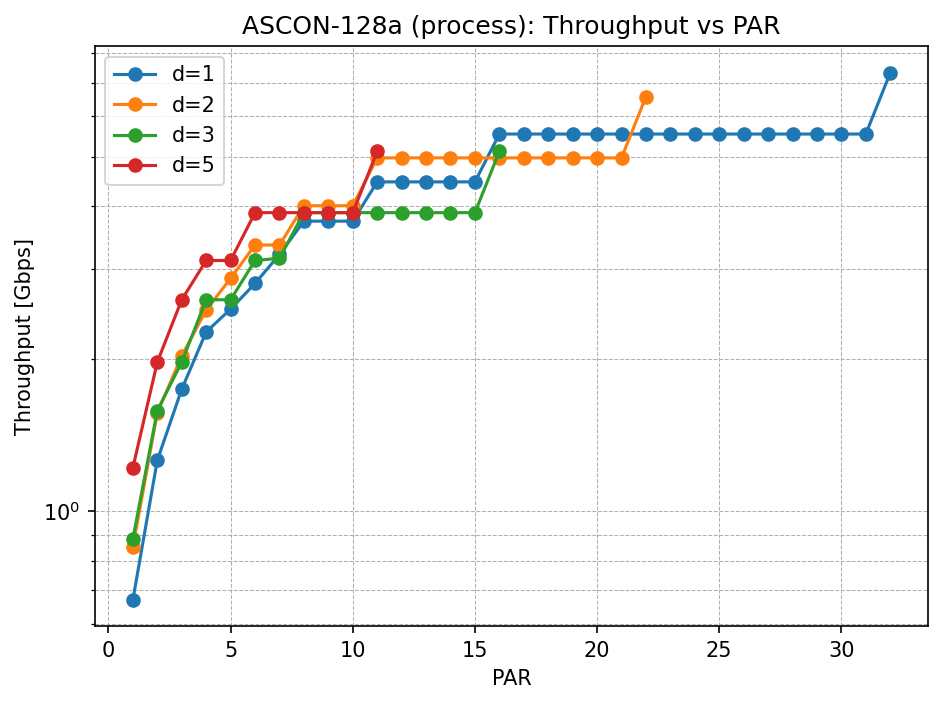 ASCON-128a (process): Throughput vs PAR
d=1
d=2
d=3
d=5
Throughput [Gbps]
10⁰
0 5 10 15 20 25 30
PAR